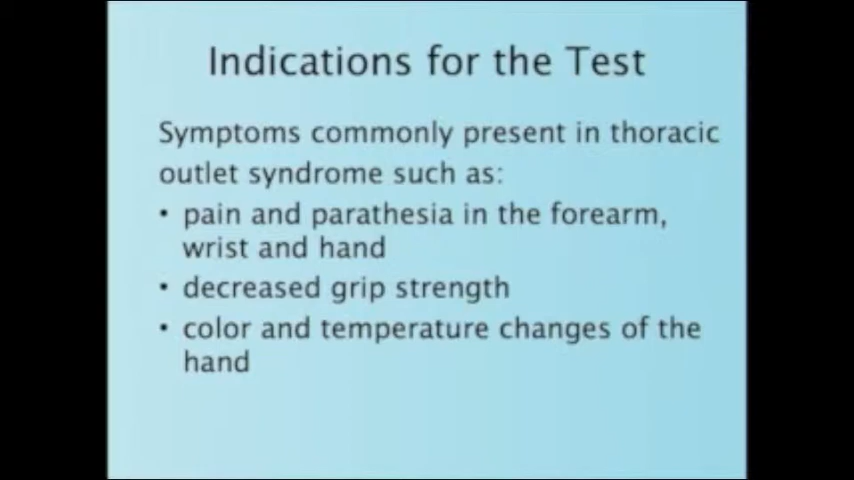 Indications for the Test
Symptoms commonly present in thoracic
outlet syndrome such as:
• pain and parathesia in the forearm,
wrist and hand
• decreased grip strength
• color and temperature changes of the
hand